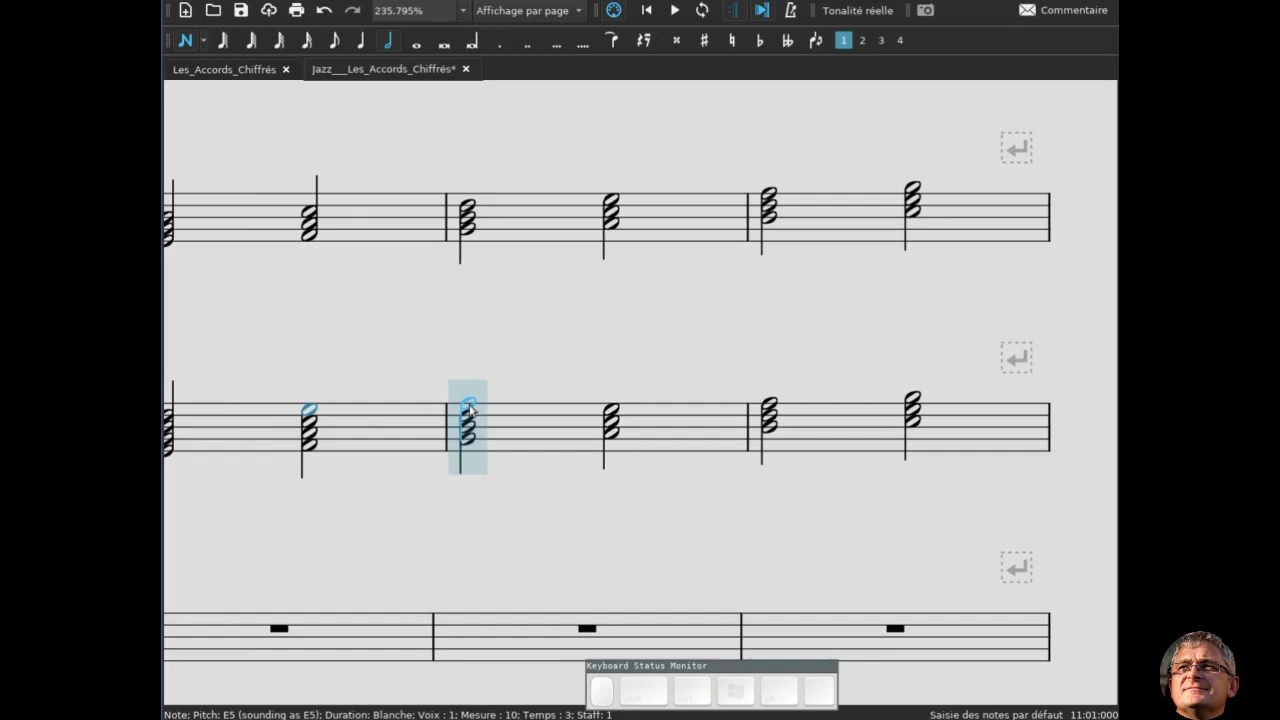 235.795% Affichage par page Tonalité réelle Commentaire
N 1 2 3 4
Les_Accords_Chiffrés Jazz___Les_Accords_Chiffrés*
Keyboard Status Monitor
Note; Pitch: E5 (sounding as E5); Duration: Blanche; Voix : 1; Mesure : 10; Temps : 3; Staff: 1 Saisie des notes par défaut 11:01:000